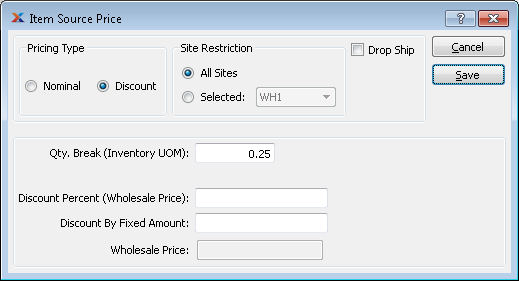 Item Source Price
Pricing Type
Nominal
Discount
Site Restriction
All Sites
Selected:
WH1
Drop Ship
Cancel
Save
Qty. Break (Inventory UOM):
0.25
Discount Percent (Wholesale Price):
Discount By Fixed Amount:
Wholesale Price: